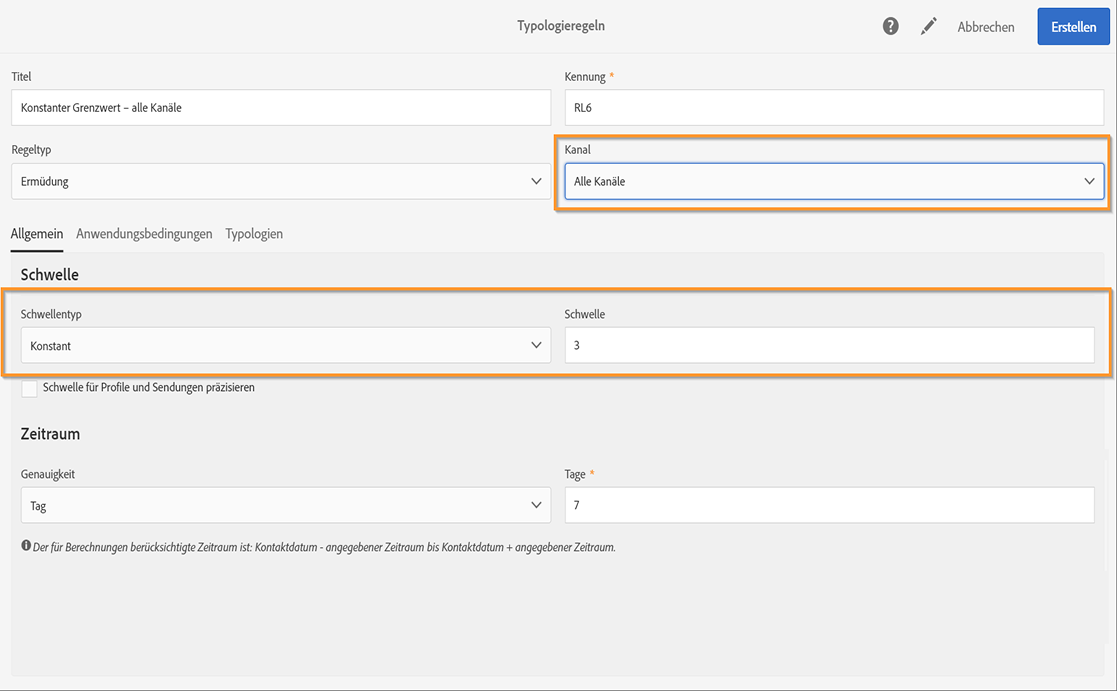 Typologieregeln
Abbrechen
Erstellen
Titel
Kennung *
Konstanter Grenzwert – alle Kanäle
RL6
Regeltyp
Kanal
Ermüdung
Alle Kanäle
Allgemein Anwendungsbedingungen Typologien
Schwelle
Schwellentyp
Schwelle
Konstant
3
Schwelle für Profile und Sendungen präzisieren
Zeitraum
Genauigkeit
Tage *
Tag
7
Der für Berechnungen berücksichtigte Zeitraum ist: Kontaktdatum - angegebener Zeitraum bis Kontaktdatum + angegebener Zeitraum.